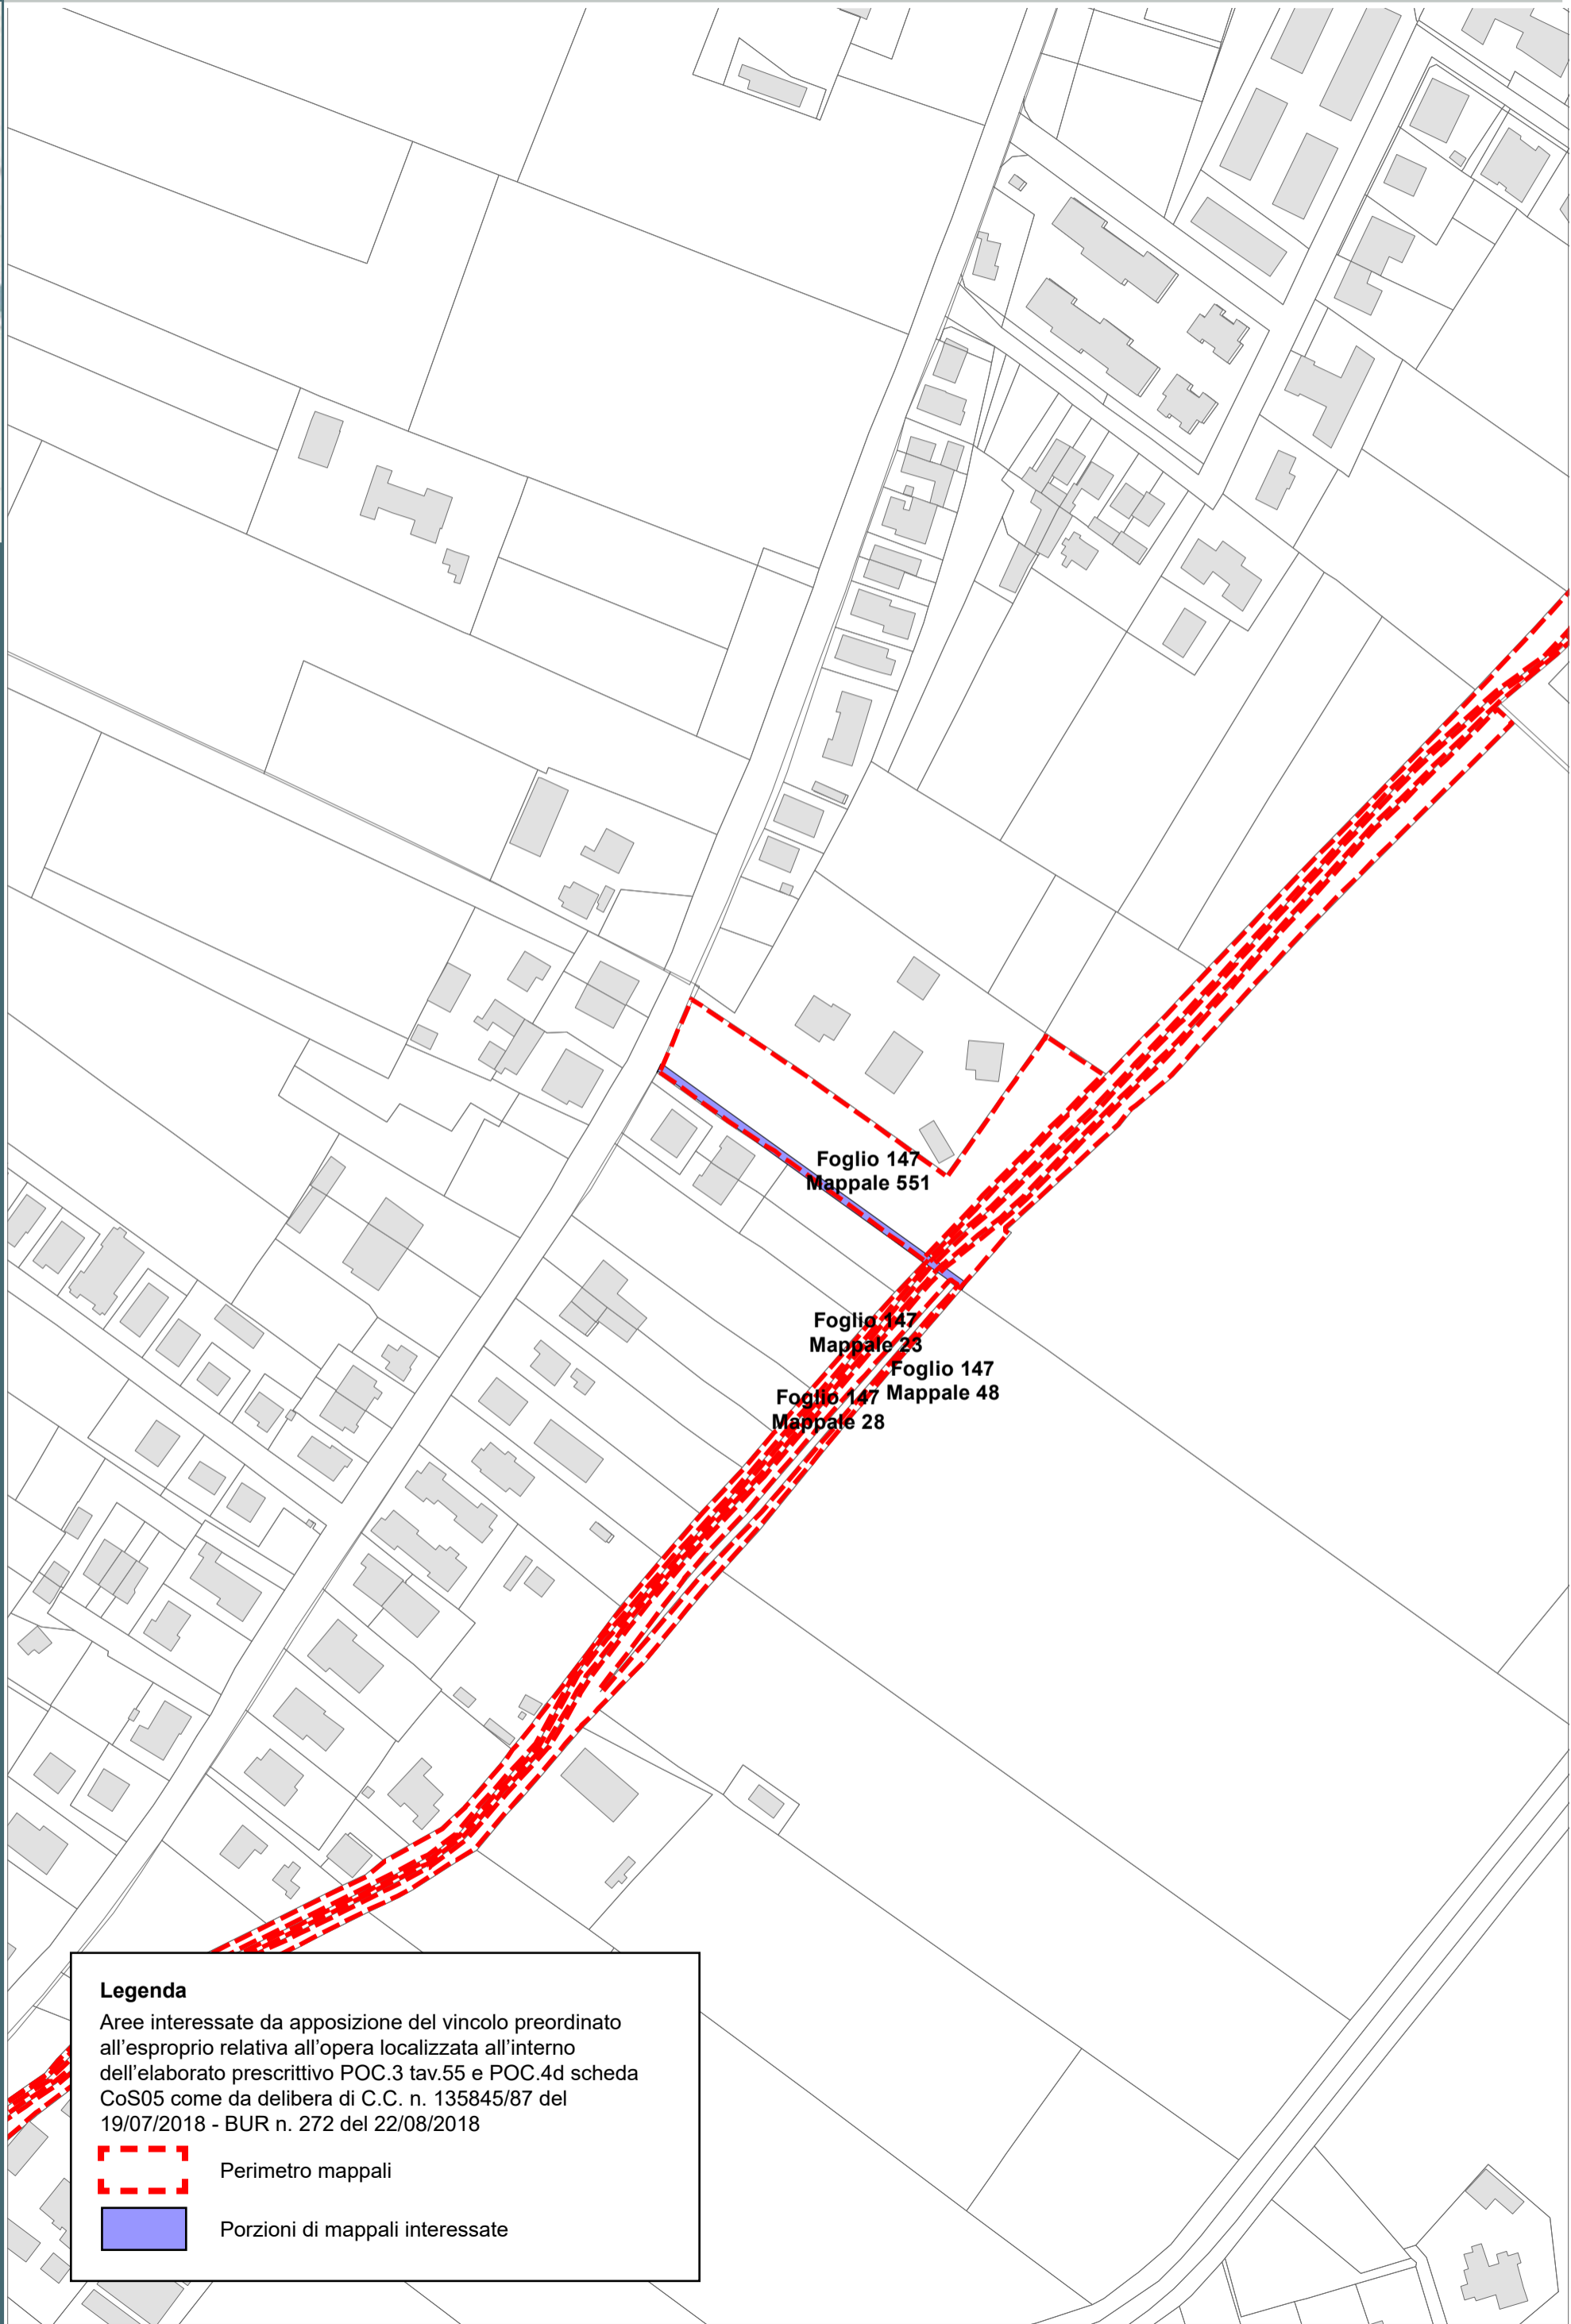 Foglio 147
Mappale 551
Foglio 147
Mappale 23
Foglio 147
Mappale 48
Foglio 147
Mappale 28
Legenda
Aree interessate da apposizione del vincolo preordinato
all'esproprio relativa all'opera localizzata all'interno
dell'elaborato prescrittivo POC.3 tav.55 e POC.4d scheda
CoS05 come da delibera di C.C. n. 135845/87 del
19/07/2018 - BUR n. 272 del 22/08/2018
Perimetro mappali
Porzioni di mappali interessate